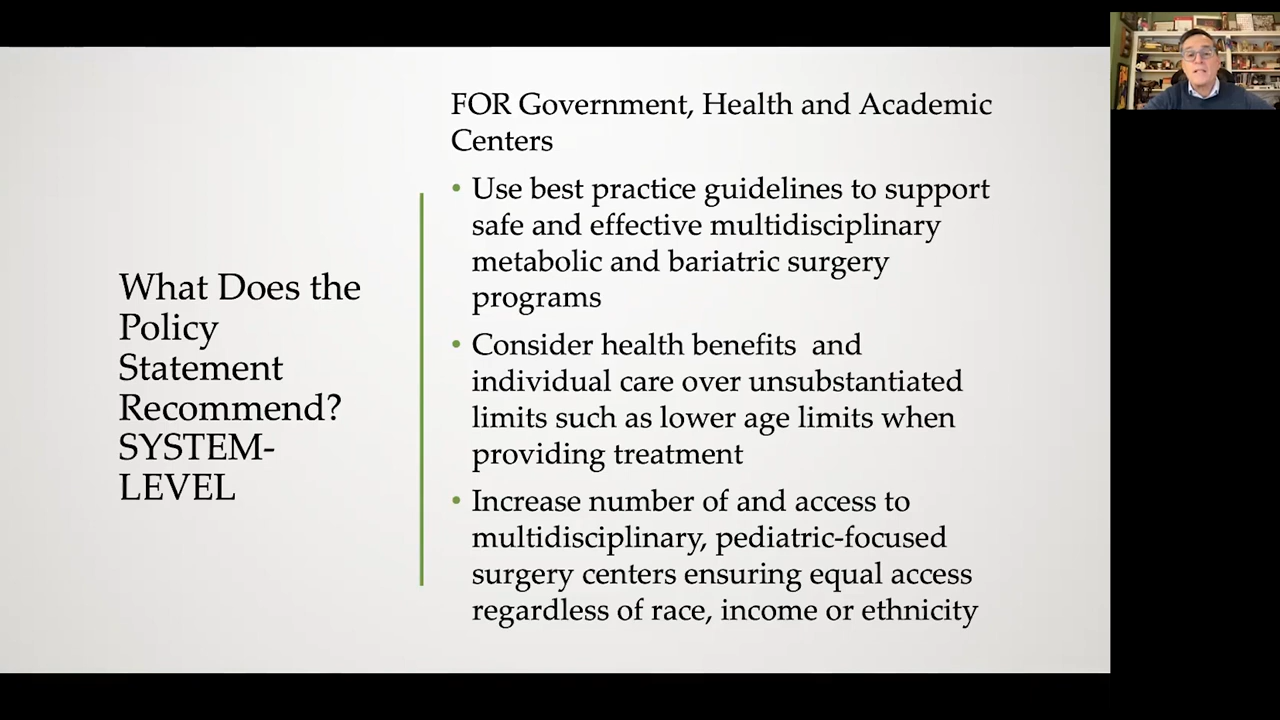 What Does the
Policy
Statement
Recommend?
SYSTEM-
LEVEL
FOR Government, Health and Academic
Centers
• Use best practice guidelines to support
safe and effective multidisciplinary
metabolic and bariatric surgery
programs
• Consider health benefits  and
individual care over unsubstantiated
limits such as lower age limits when
providing treatment
• Increase number of and access to
multidisciplinary, pediatric-focused
surgery centers ensuring equal access
regardless of race, income or ethnicity